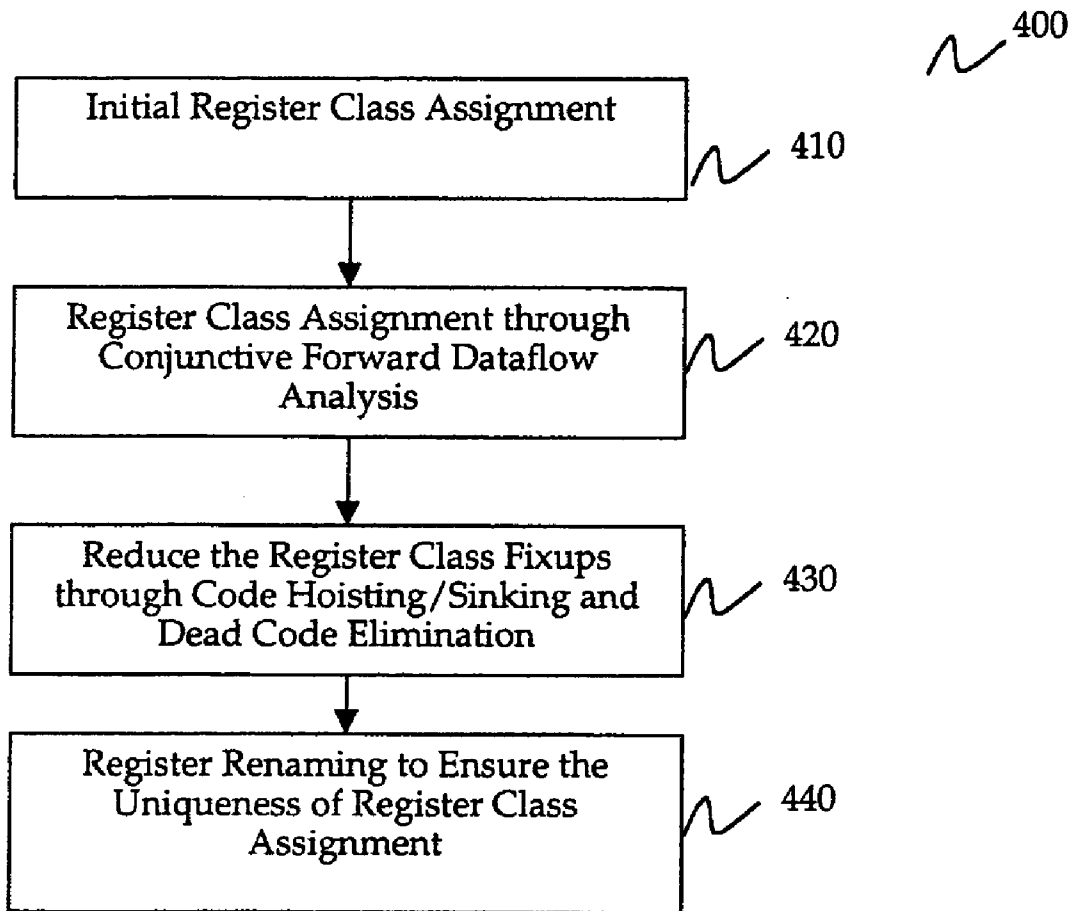 400
Initial Register Class Assignment
410
Register Class Assignment through
Conjunctive Forward Dataflow
Analysis
420
Reduce the Register Class Fixups
through Code Hoisting/Sinking and
Dead Code Elimination
430
Register Renaming to Ensure the
Uniqueness of Register Class
Assignment
440